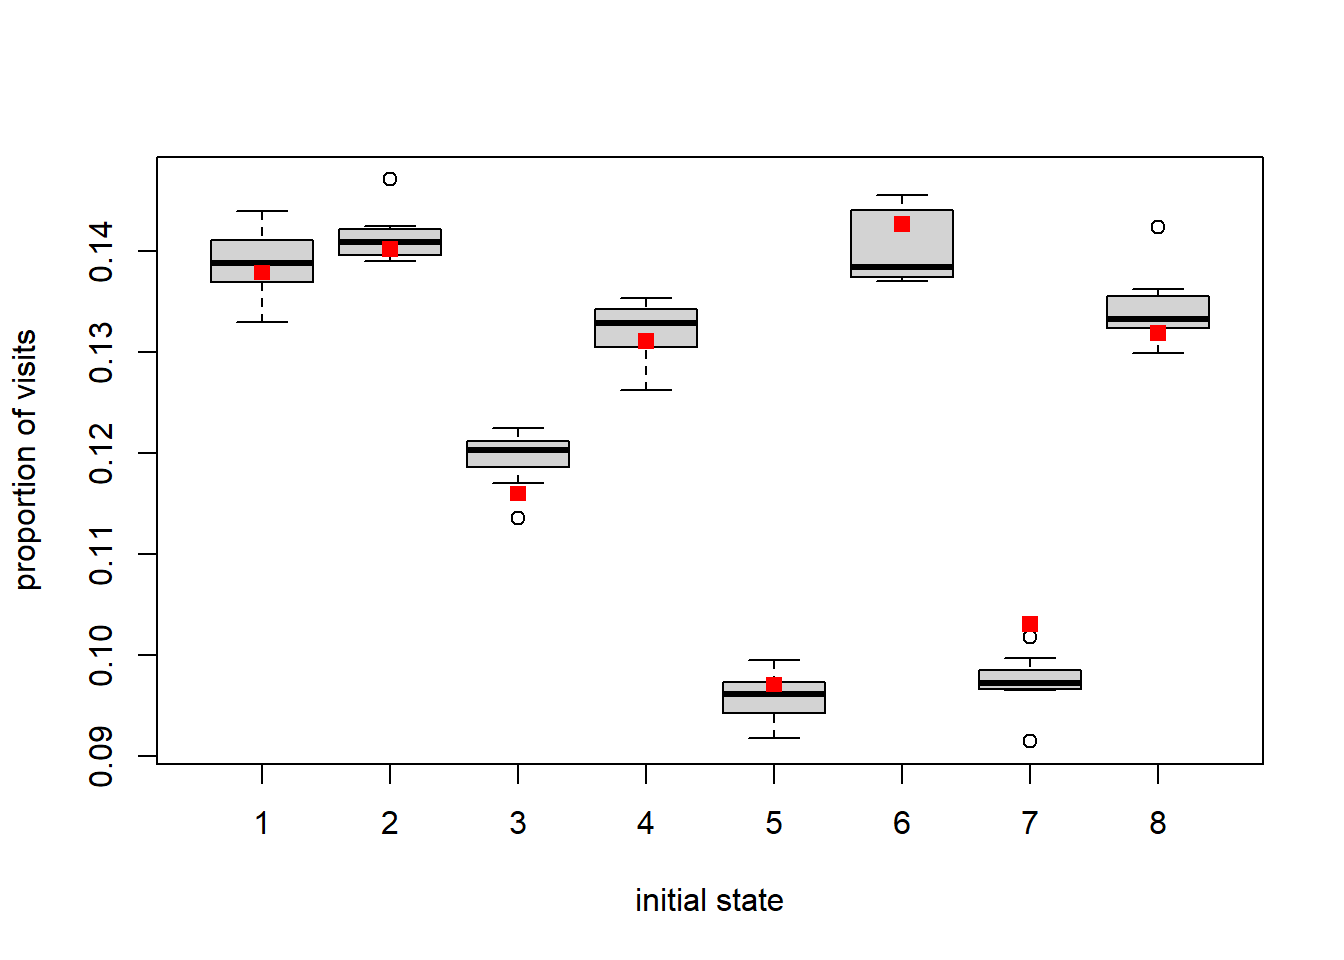 proportion of visits
0.14
0.13
0.12
0.11
0.10
0.09
1 2 3 4 5 6 7 8
initial state